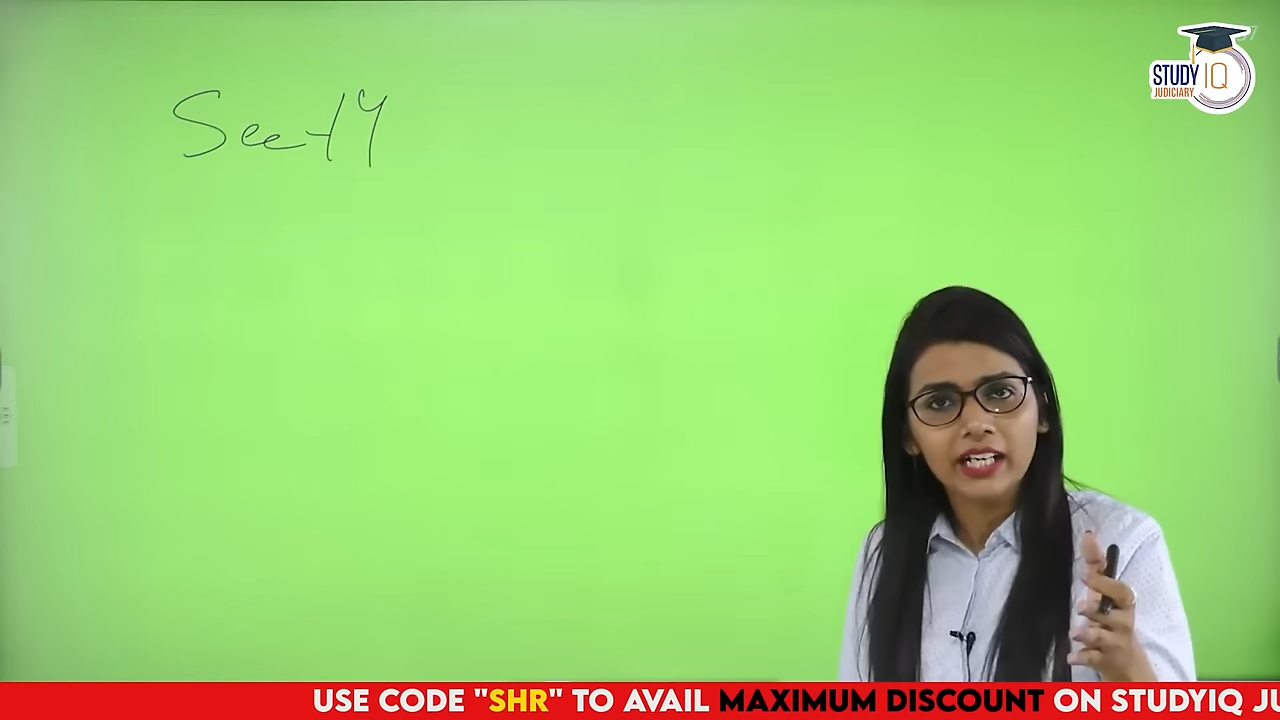 Sec-14
STUDY IQ
JUDICIARY
USE CODE "SHR" TO AVAIL MAXIMUM DISCOUNT ON STUDYIQ JU